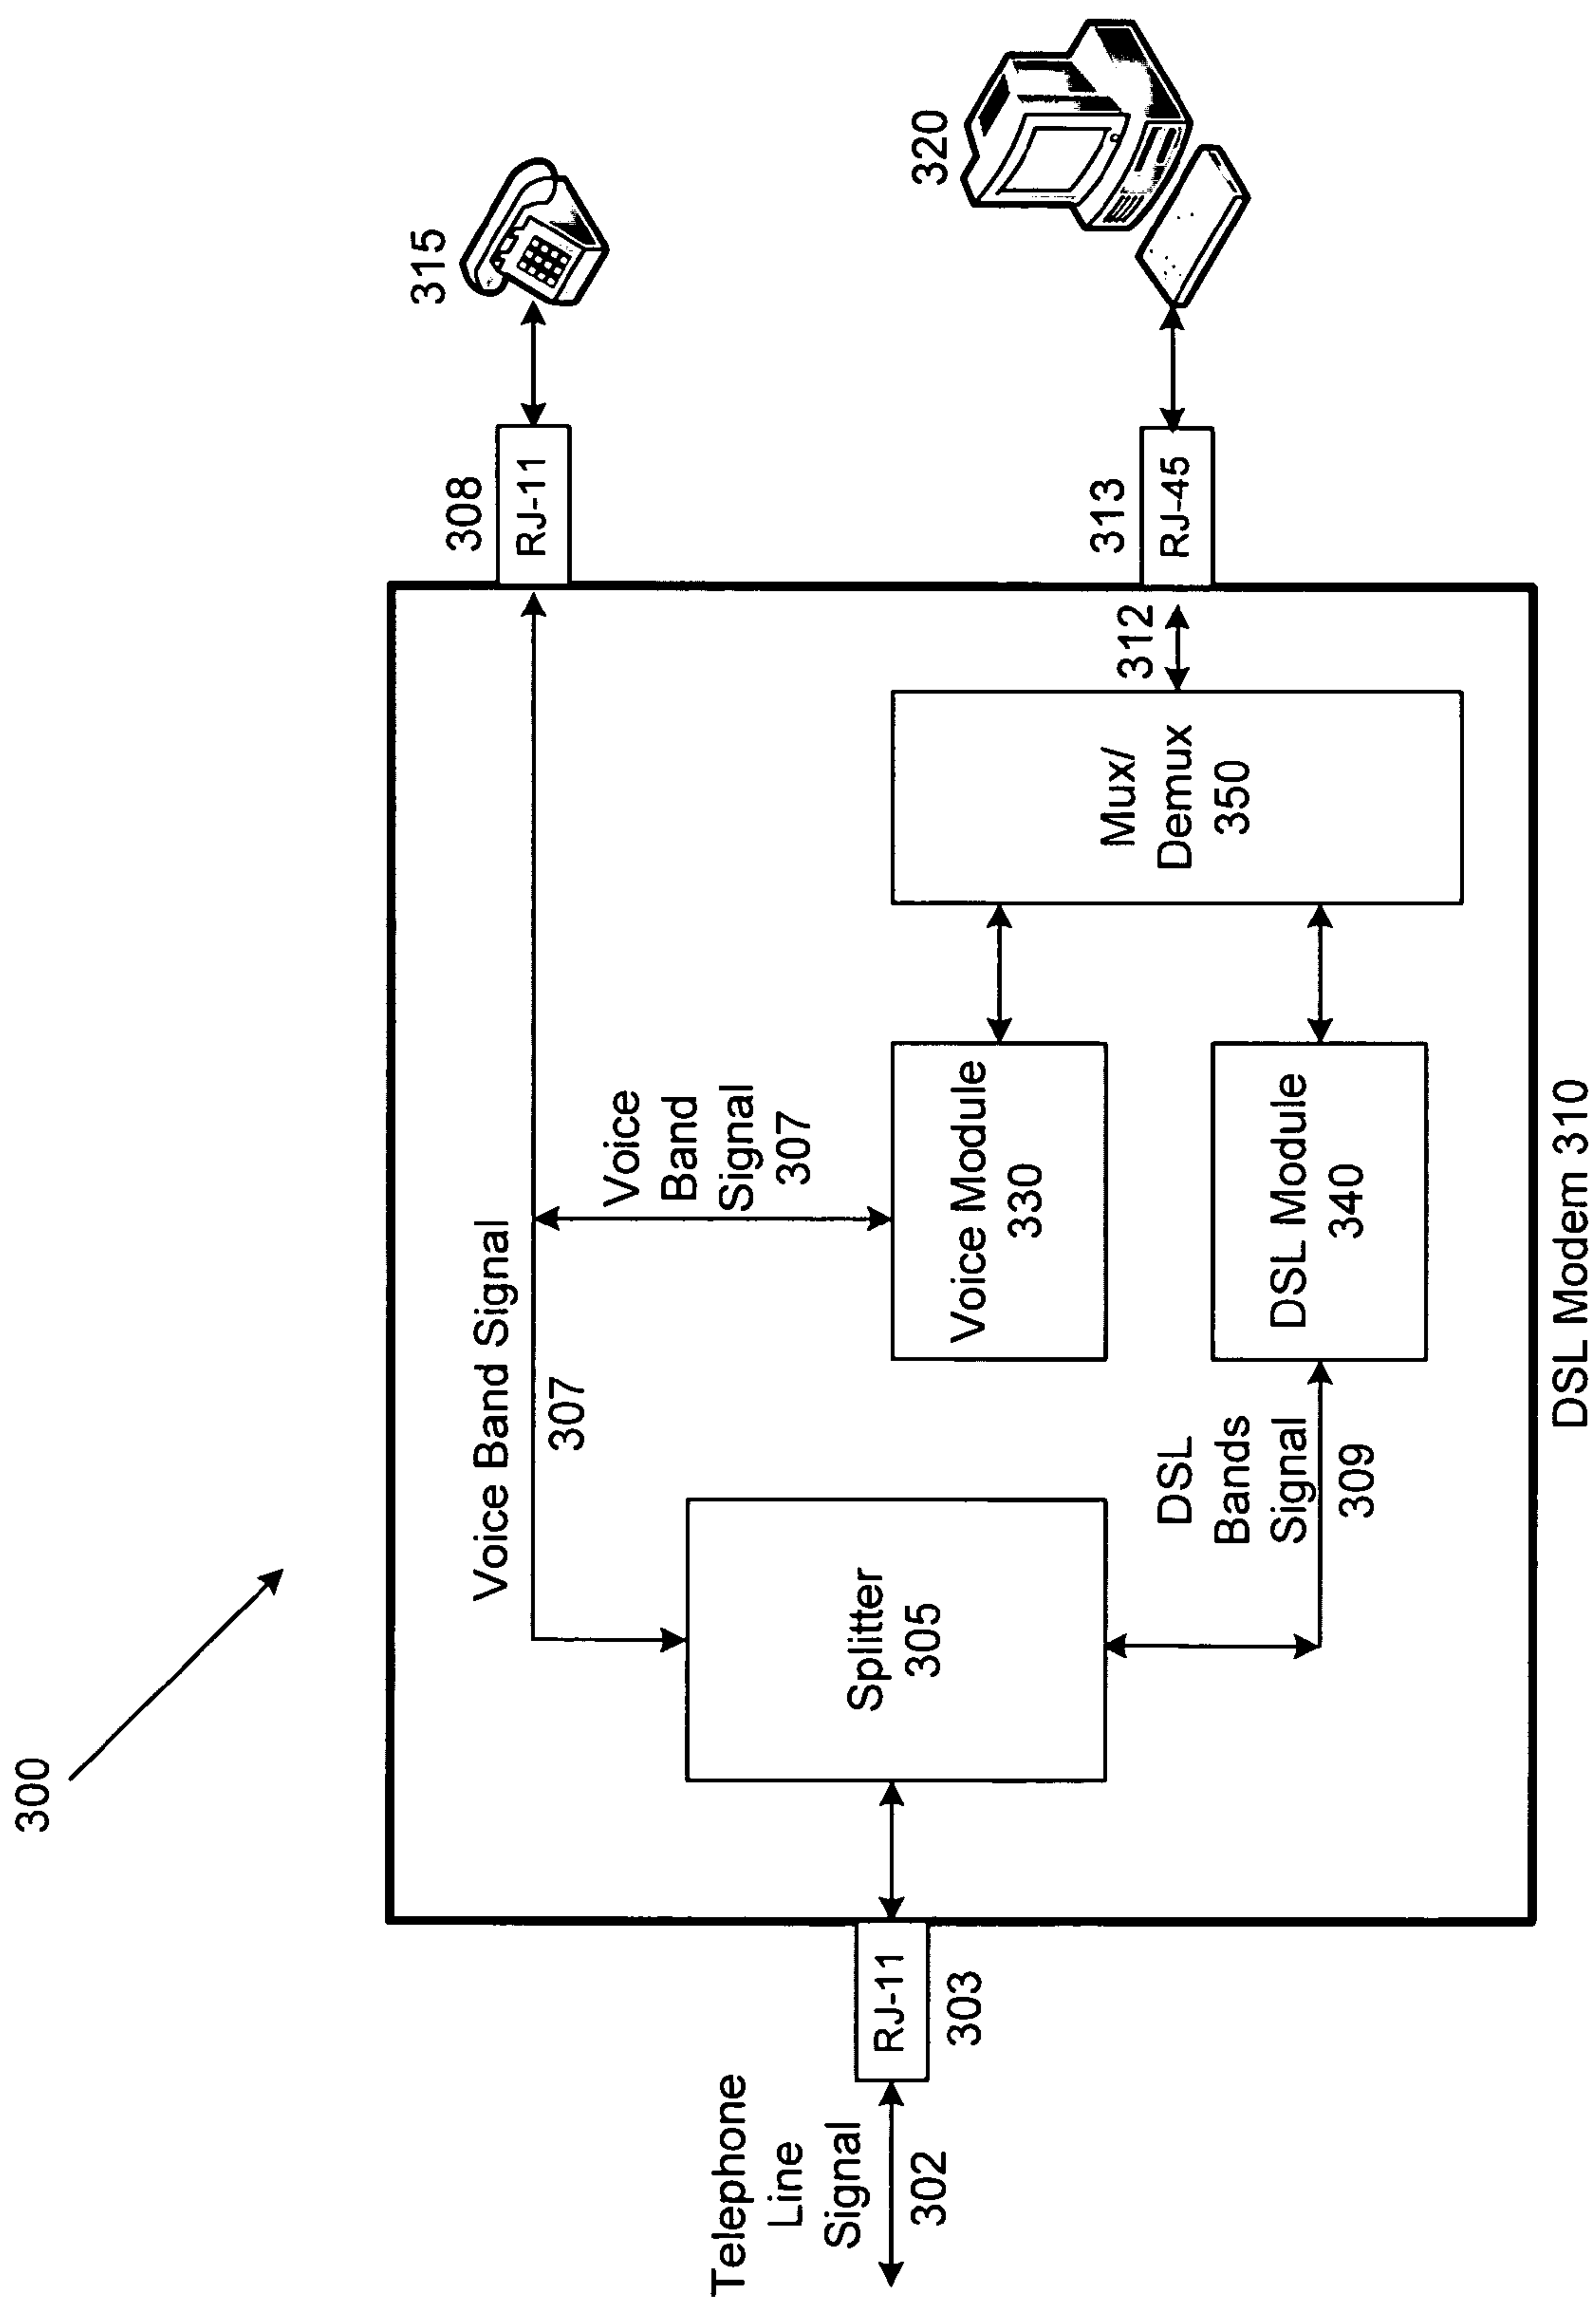 300
Telephone
Line
Signal
302
RJ-11
303
Splitter
305
Voice Band Signal
307
Voice
Band
Signal
307
DSL
Bands
Signal
309
Voice Module
330
DSL Module
340
Mux/
Demux
350
312
308
RJ-11
313
RJ-45
315
320
DSL Modem 310